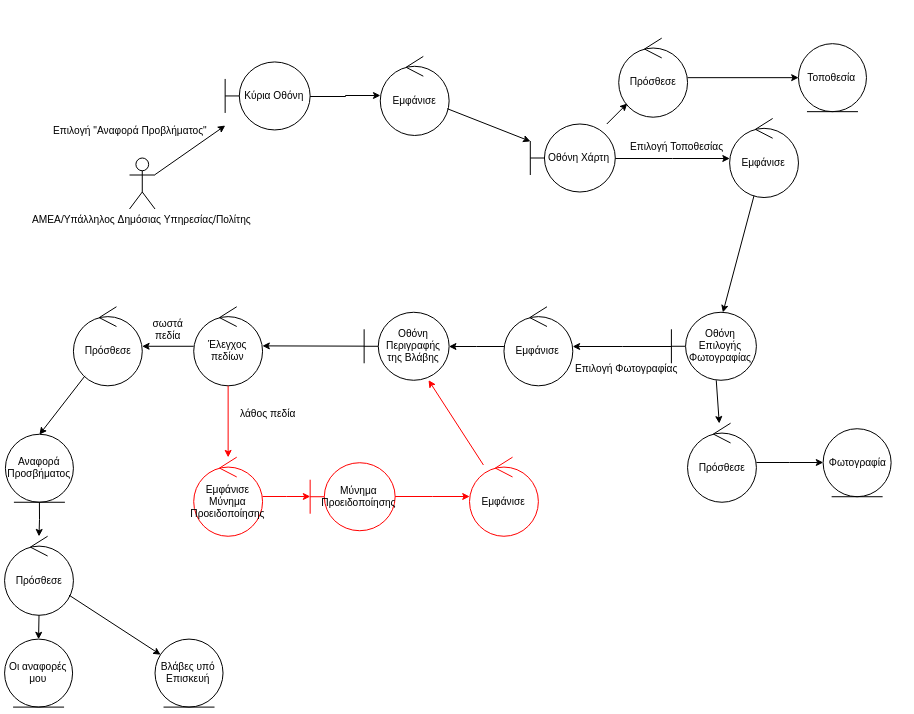 Κύρια Οθόνη
Εμφάνισε
Πρόσθεσε
Τοποθεσία
Επιλογή "Αναφορά Προβλήματος"
Οθόνη Χάρτη
Επιλογή Τοποθεσίας
Εμφάνισε
ΑΜΕΑ/Υπάλληλος Δημόσιας Υπηρεσίας/Πολίτης
Πρόσθεσε
σωστά
πεδία
Έλεγχος
πεδίων
Οθόνη
Περιγραφής
της Βλάβης
Εμφάνισε
Επιλογή Φωτογραφίας
Οθόνη
Επιλογής
Φωτογραφίας
λάθος πεδία
Αναφορά
Προσβήματος
Εμφάνισε
Μύνημα
Προειδοποίησης
Μύνημα
Προειδοποίησης
Εμφάνισε
Πρόσθεσε
Φωτογραφία
Πρόσθεσε
Οι αναφορές
μου
Βλάβες υπό
Επισκευή